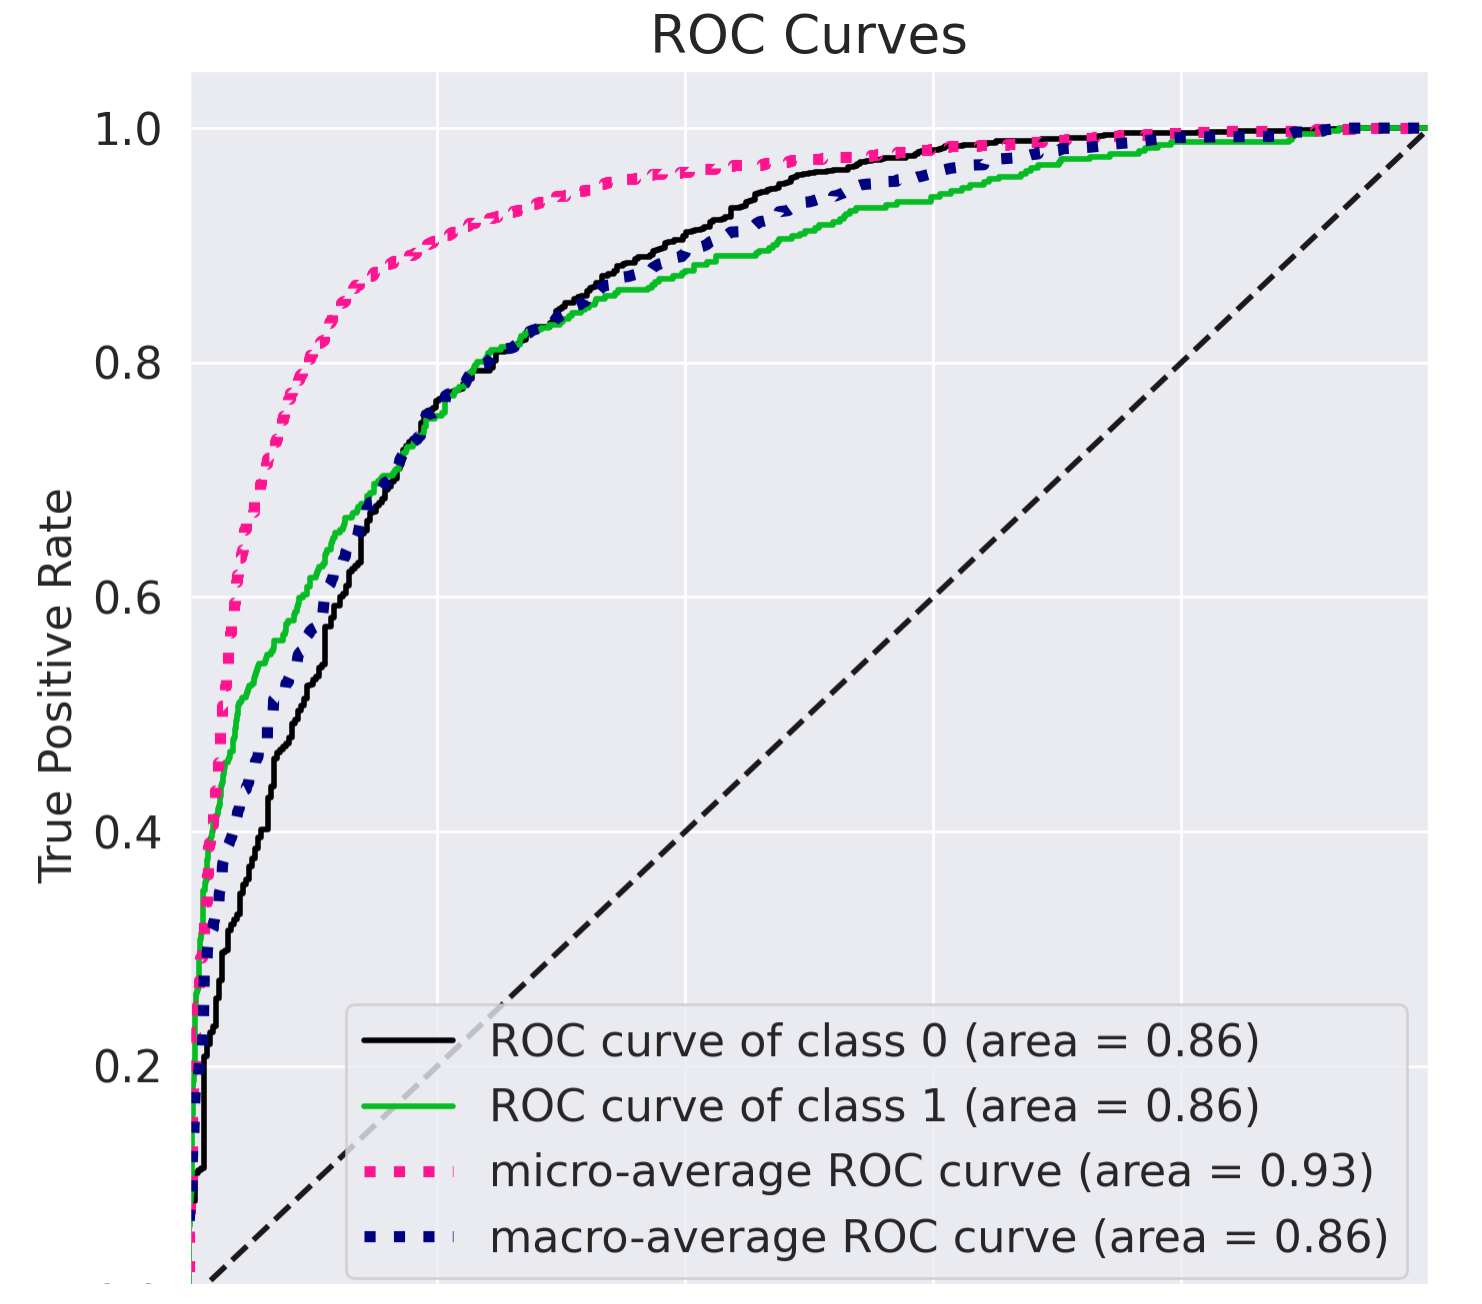 ROC Curves
1.0
0.8
0.6
0.4
0.2
True Positive Rate
ROC curve of class 0 (area = 0.86)
ROC curve of class 1 (area = 0.86)
micro-average ROC curve (area = 0.93)
macro-average ROC curve (area = 0.86)